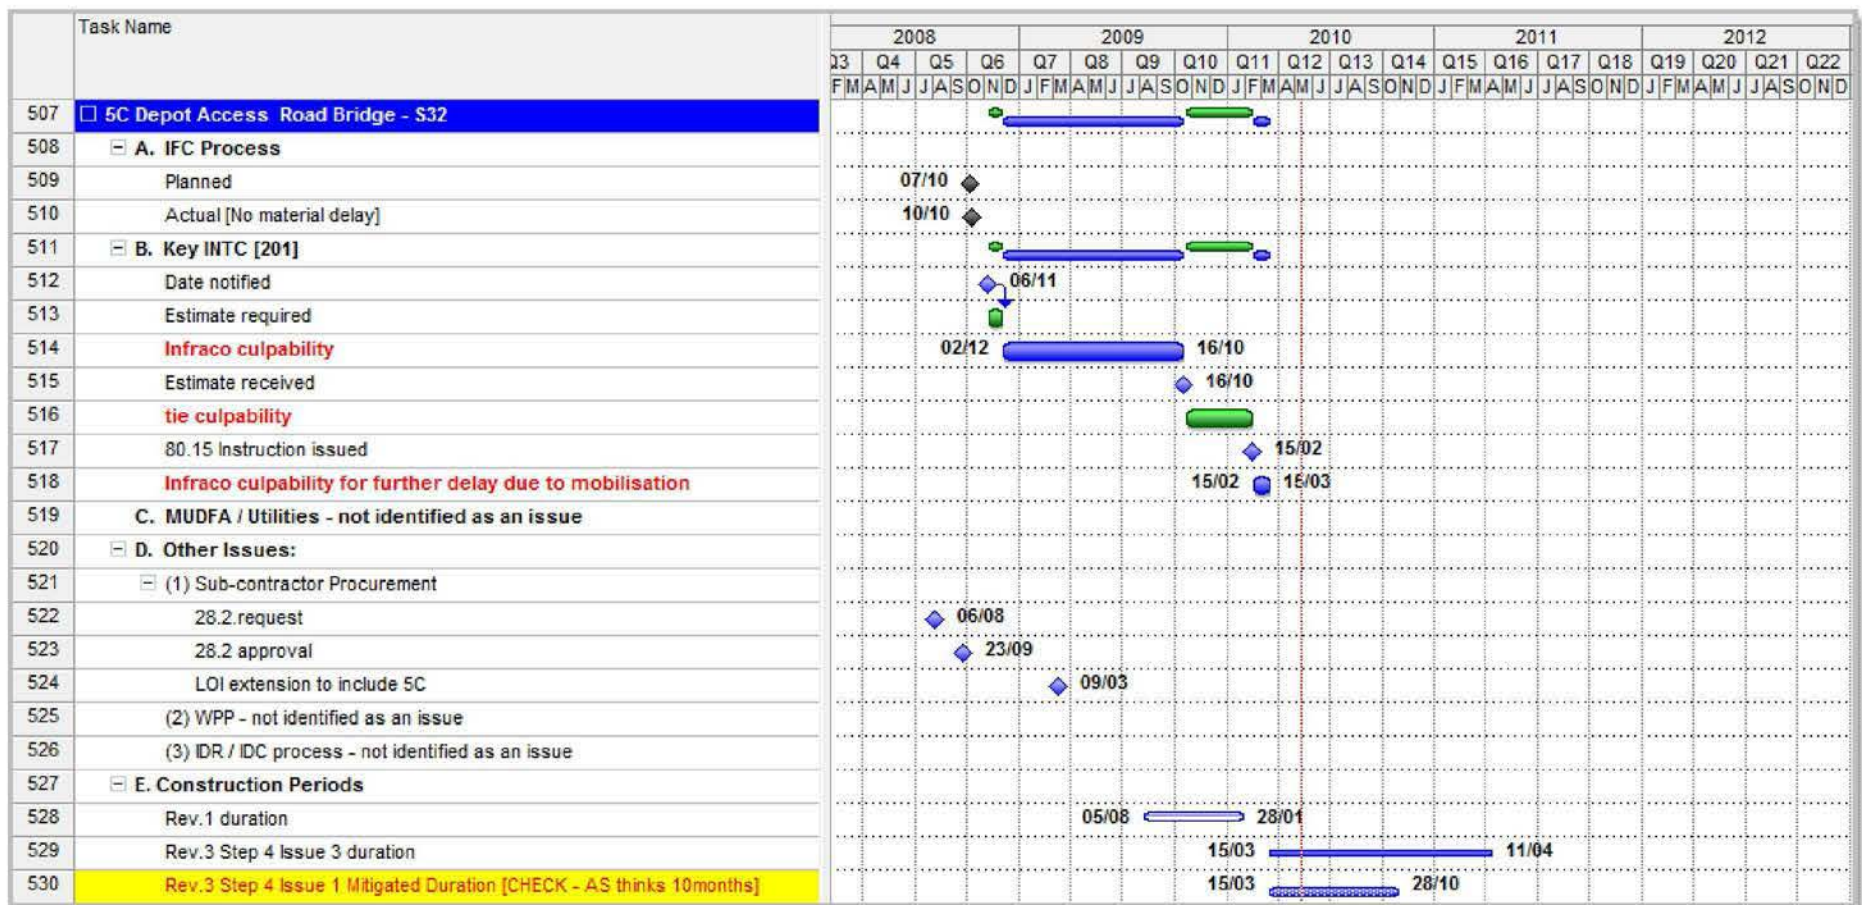 Task Name
2008 2009 2010 2011 2012
Q3 Q4 Q5 Q6 Q7 Q8 Q9 Q10 Q11 Q12 Q13 Q14 Q15 Q16 Q17 Q18 Q19 Q20 Q21 Q22
F M A M J J A S O N D J F M A M J J A S O N D J F M A M J J A S O N D J F M A M J J A S O N D J F M A M J J A S O N D
507 5C Depot Access Road Bridge - S32
508 A. IFC Process
509 Planned 07/10
510 Actual [No material delay] 10/10
511 B. Key INTC [201]
512 Date notified 06/11
513 Estimate required
514 Infraco culpability 02/12 16/10
515 Estimate received 16/10
516 tie culpability
517 80.15 Instruction issued 15/02
518 Infraco culpability for further delay due to mobilisation 15/02 15/03
519 C. MUDFA / Utilities - not identified as an issue
520 D. Other Issues:
521 (1) Sub-contractor Procurement
522 28.2.request 06/08
523 28.2 approval 23/09
524 LOI extension to include 5C 09/03
525 (2) WPP - not identified as an issue
526 (3) IDR / IDC process - not identified as an issue
527 E. Construction Periods
528 Rev.1 duration 05/08 28/01
529 Rev.3 Step 4 Issue 3 duration 15/03 11/04
530 Rev.3 Step 4 Issue 1 Mitigated Duration [CHECK - AS thinks 10months] 15/03 28/10